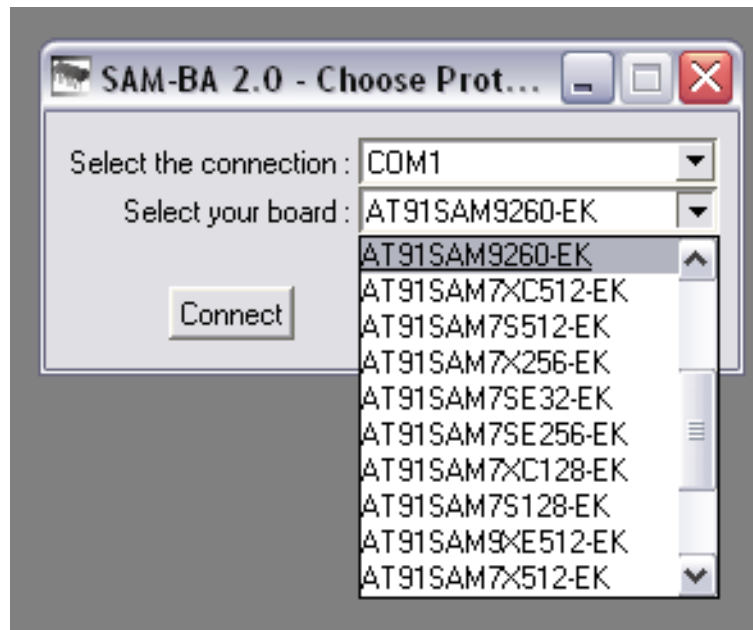 SAM-BA 2.0 - Choose Prot...
Select the connection : COM1
Select your board : AT91SAM9260-EK
AT91SAM9260-EK
AT91SAM7XC512-EK
AT91SAM7S512-EK
AT91SAM7X256-EK
AT91SAM7SE32-EK
AT91SAM7SE256-EK
AT91SAM7XC128-EK
AT91SAM7S128-EK
AT91SAM9XE512-EK
AT91SAM7X512-EK
Connect